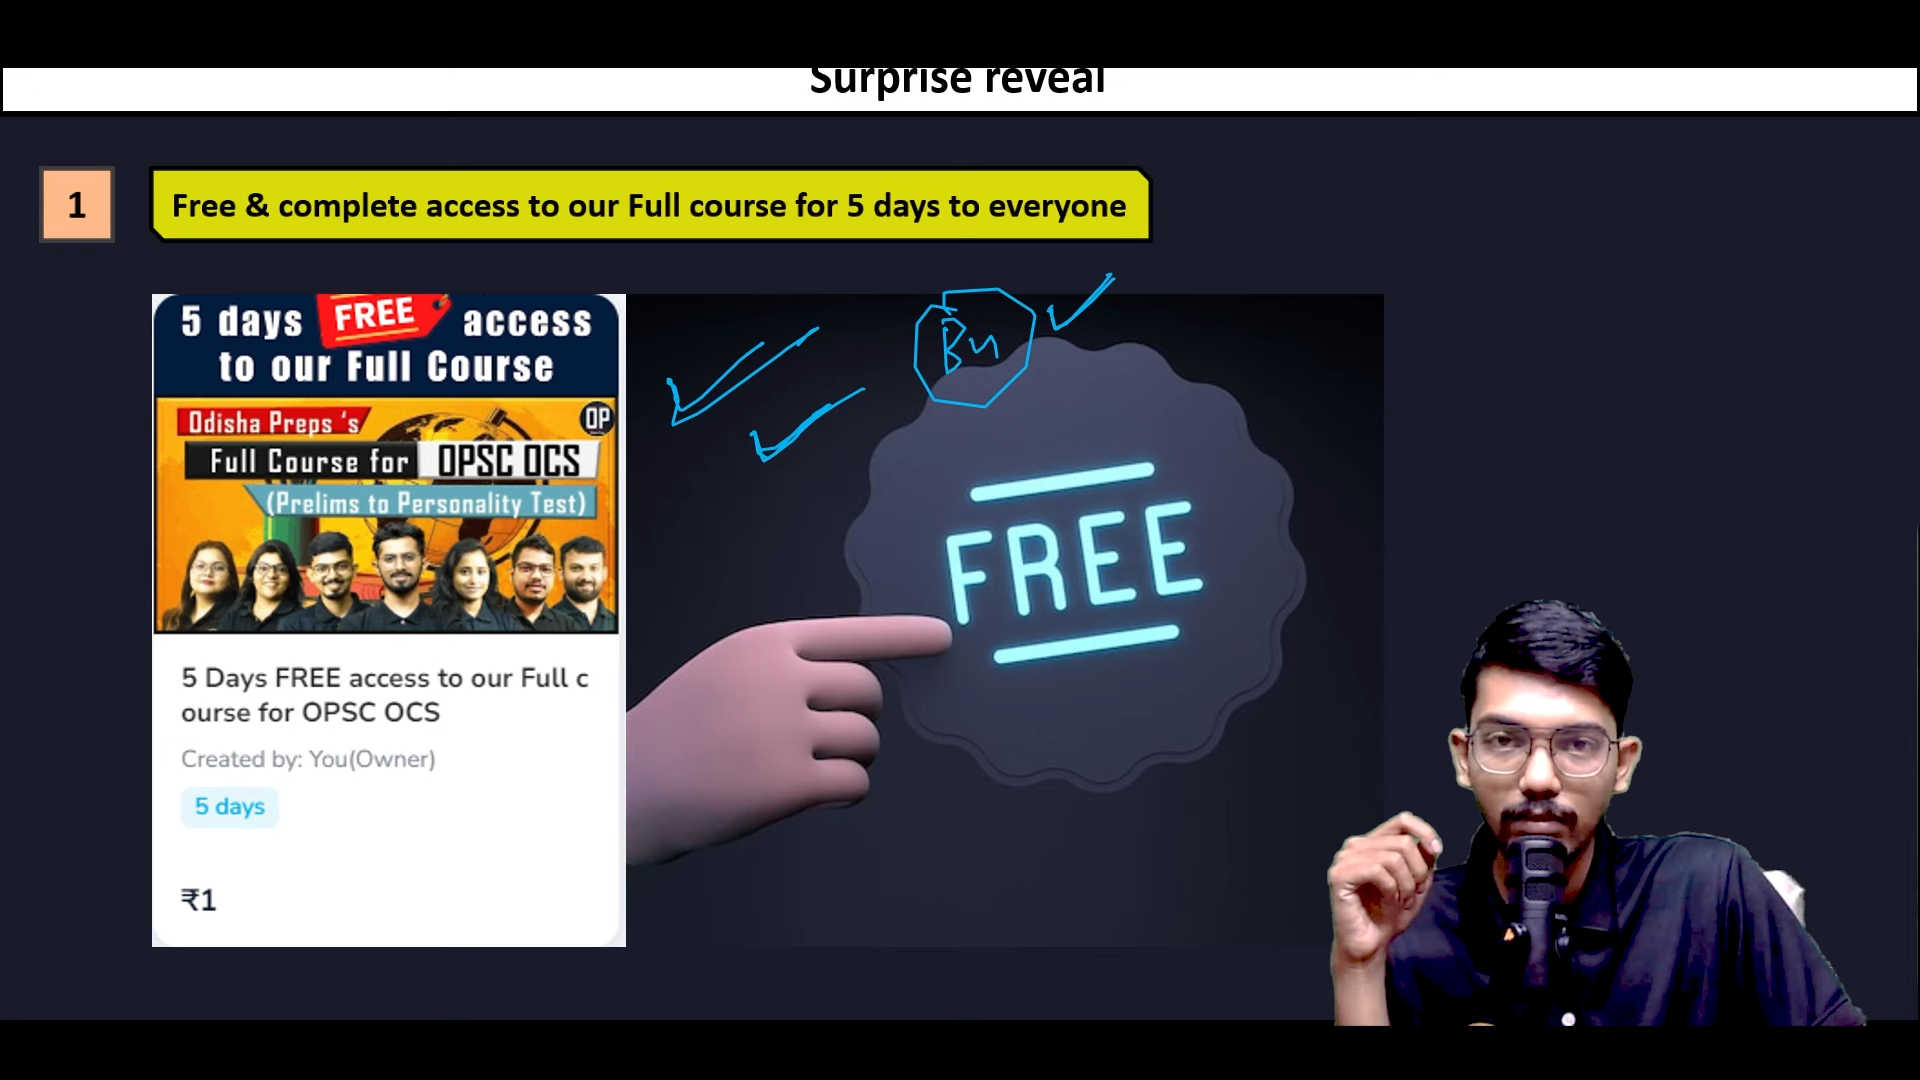 Surprise reveal
1
Free & complete access to our Full course for 5 days to everyone
5 days FREE access
to our Full Course
Odisha Preps 's
OP
Full Course for OPSC OCS
(Prelims to Personality Test)
5 Days FREE access to our Full c
ourse for OPSC OCS
Created by: You(Owner)
5 days
₹1
FREE